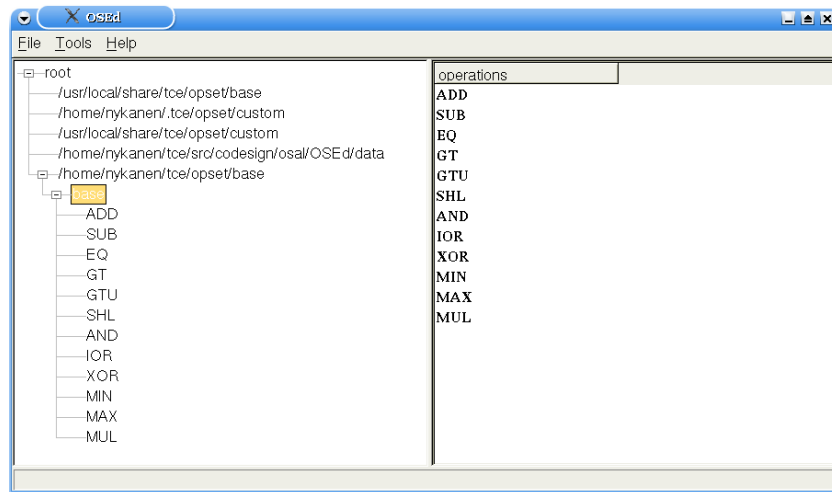 OSEd
File Tools Help
root
/usr/local/share/tce/opset/base
/home/nykanen/.tce/opset/custom
/usr/local/share/tce/opset/custom
/home/nykanen/tce/src/codesign/osal/OSEd/data
/home/nykanen/tce/opset/base
base
ADD
SUB
EQ
GT
GTU
SHL
AND
IOR
XOR
MIN
MAX
MUL
operations
ADD
SUB
EQ
GT
GTU
SHL
AND
IOR
XOR
MIN
MAX
MUL